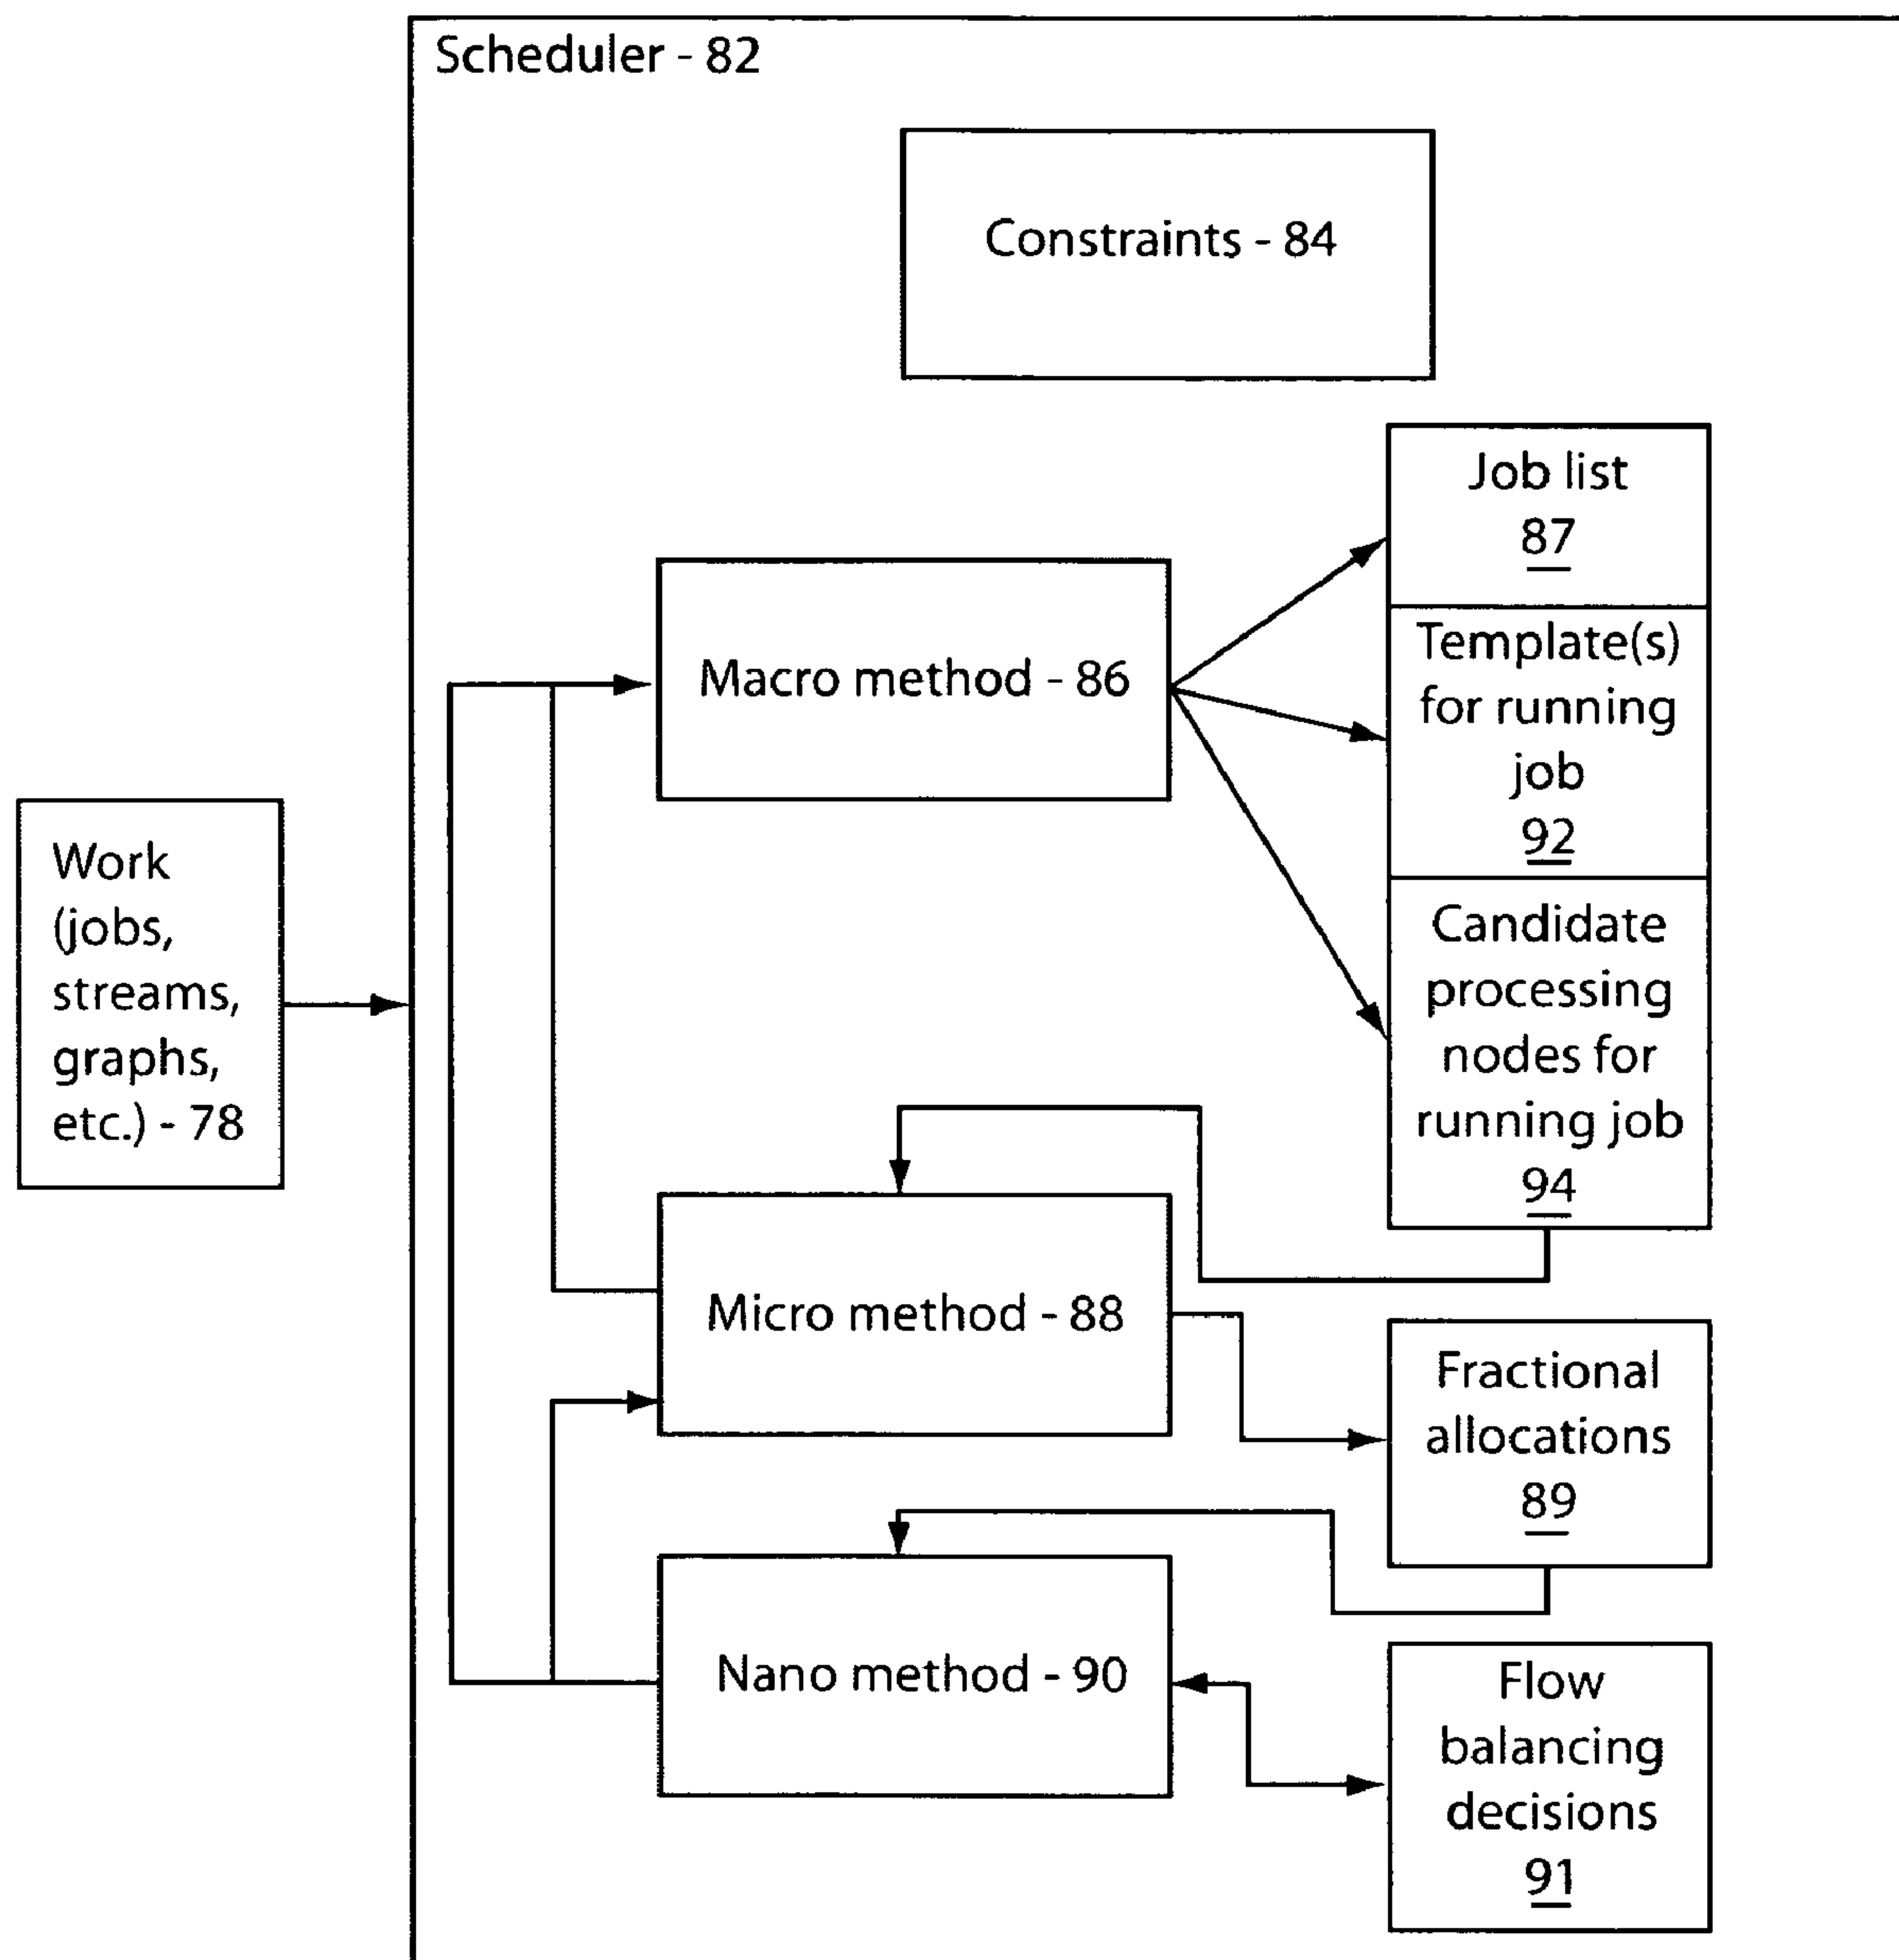 Scheduler - 82
Constraints - 84
Job list
87
Macro method - 86
Template(s)
for running
job
92
Work
(jobs,
streams,
graphs,
etc.) - 78
Candidate
processing
nodes for
running job
94
Micro method - 88
Fractional
allocations
89
Nano method - 90
Flow
balancing
decisions
91